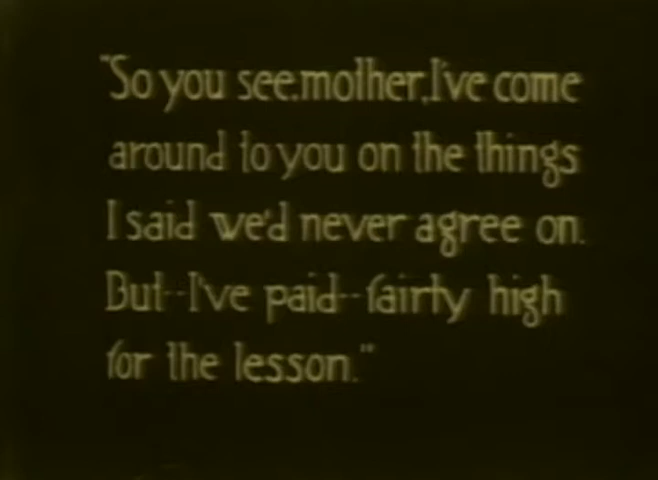 "So you see, mother, I've come
around to you on the things
I said we'd never agree on.
But--I've paid--fairly high
for the lesson."